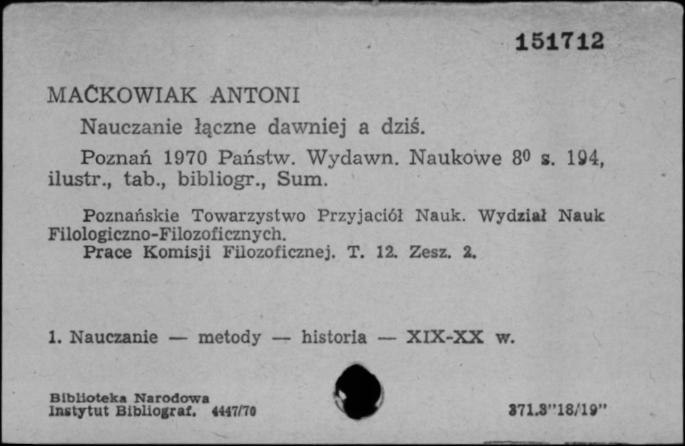 151712
MAĆKOWIAK ANTONI
Nauczanie łączne dawniej a dziś.
Poznań 1970 Państw. Wydawn. Naukowe 8⁰ s. 194,
ilustr., tab., bibliogr., Sum.
Poznańskie Towarzystwo Przyjaciół Nauk. Wydział Nauk
Filologiczno-Filozoficznych.
Prace Komisji Filozoficznej. T. 12. Zesz. 2.
1. Nauczanie — metody — historia — XIX-XX w.
Biblioteka Narodowa
Instytut Bibliograf. 4447/70
371.3"18/19"